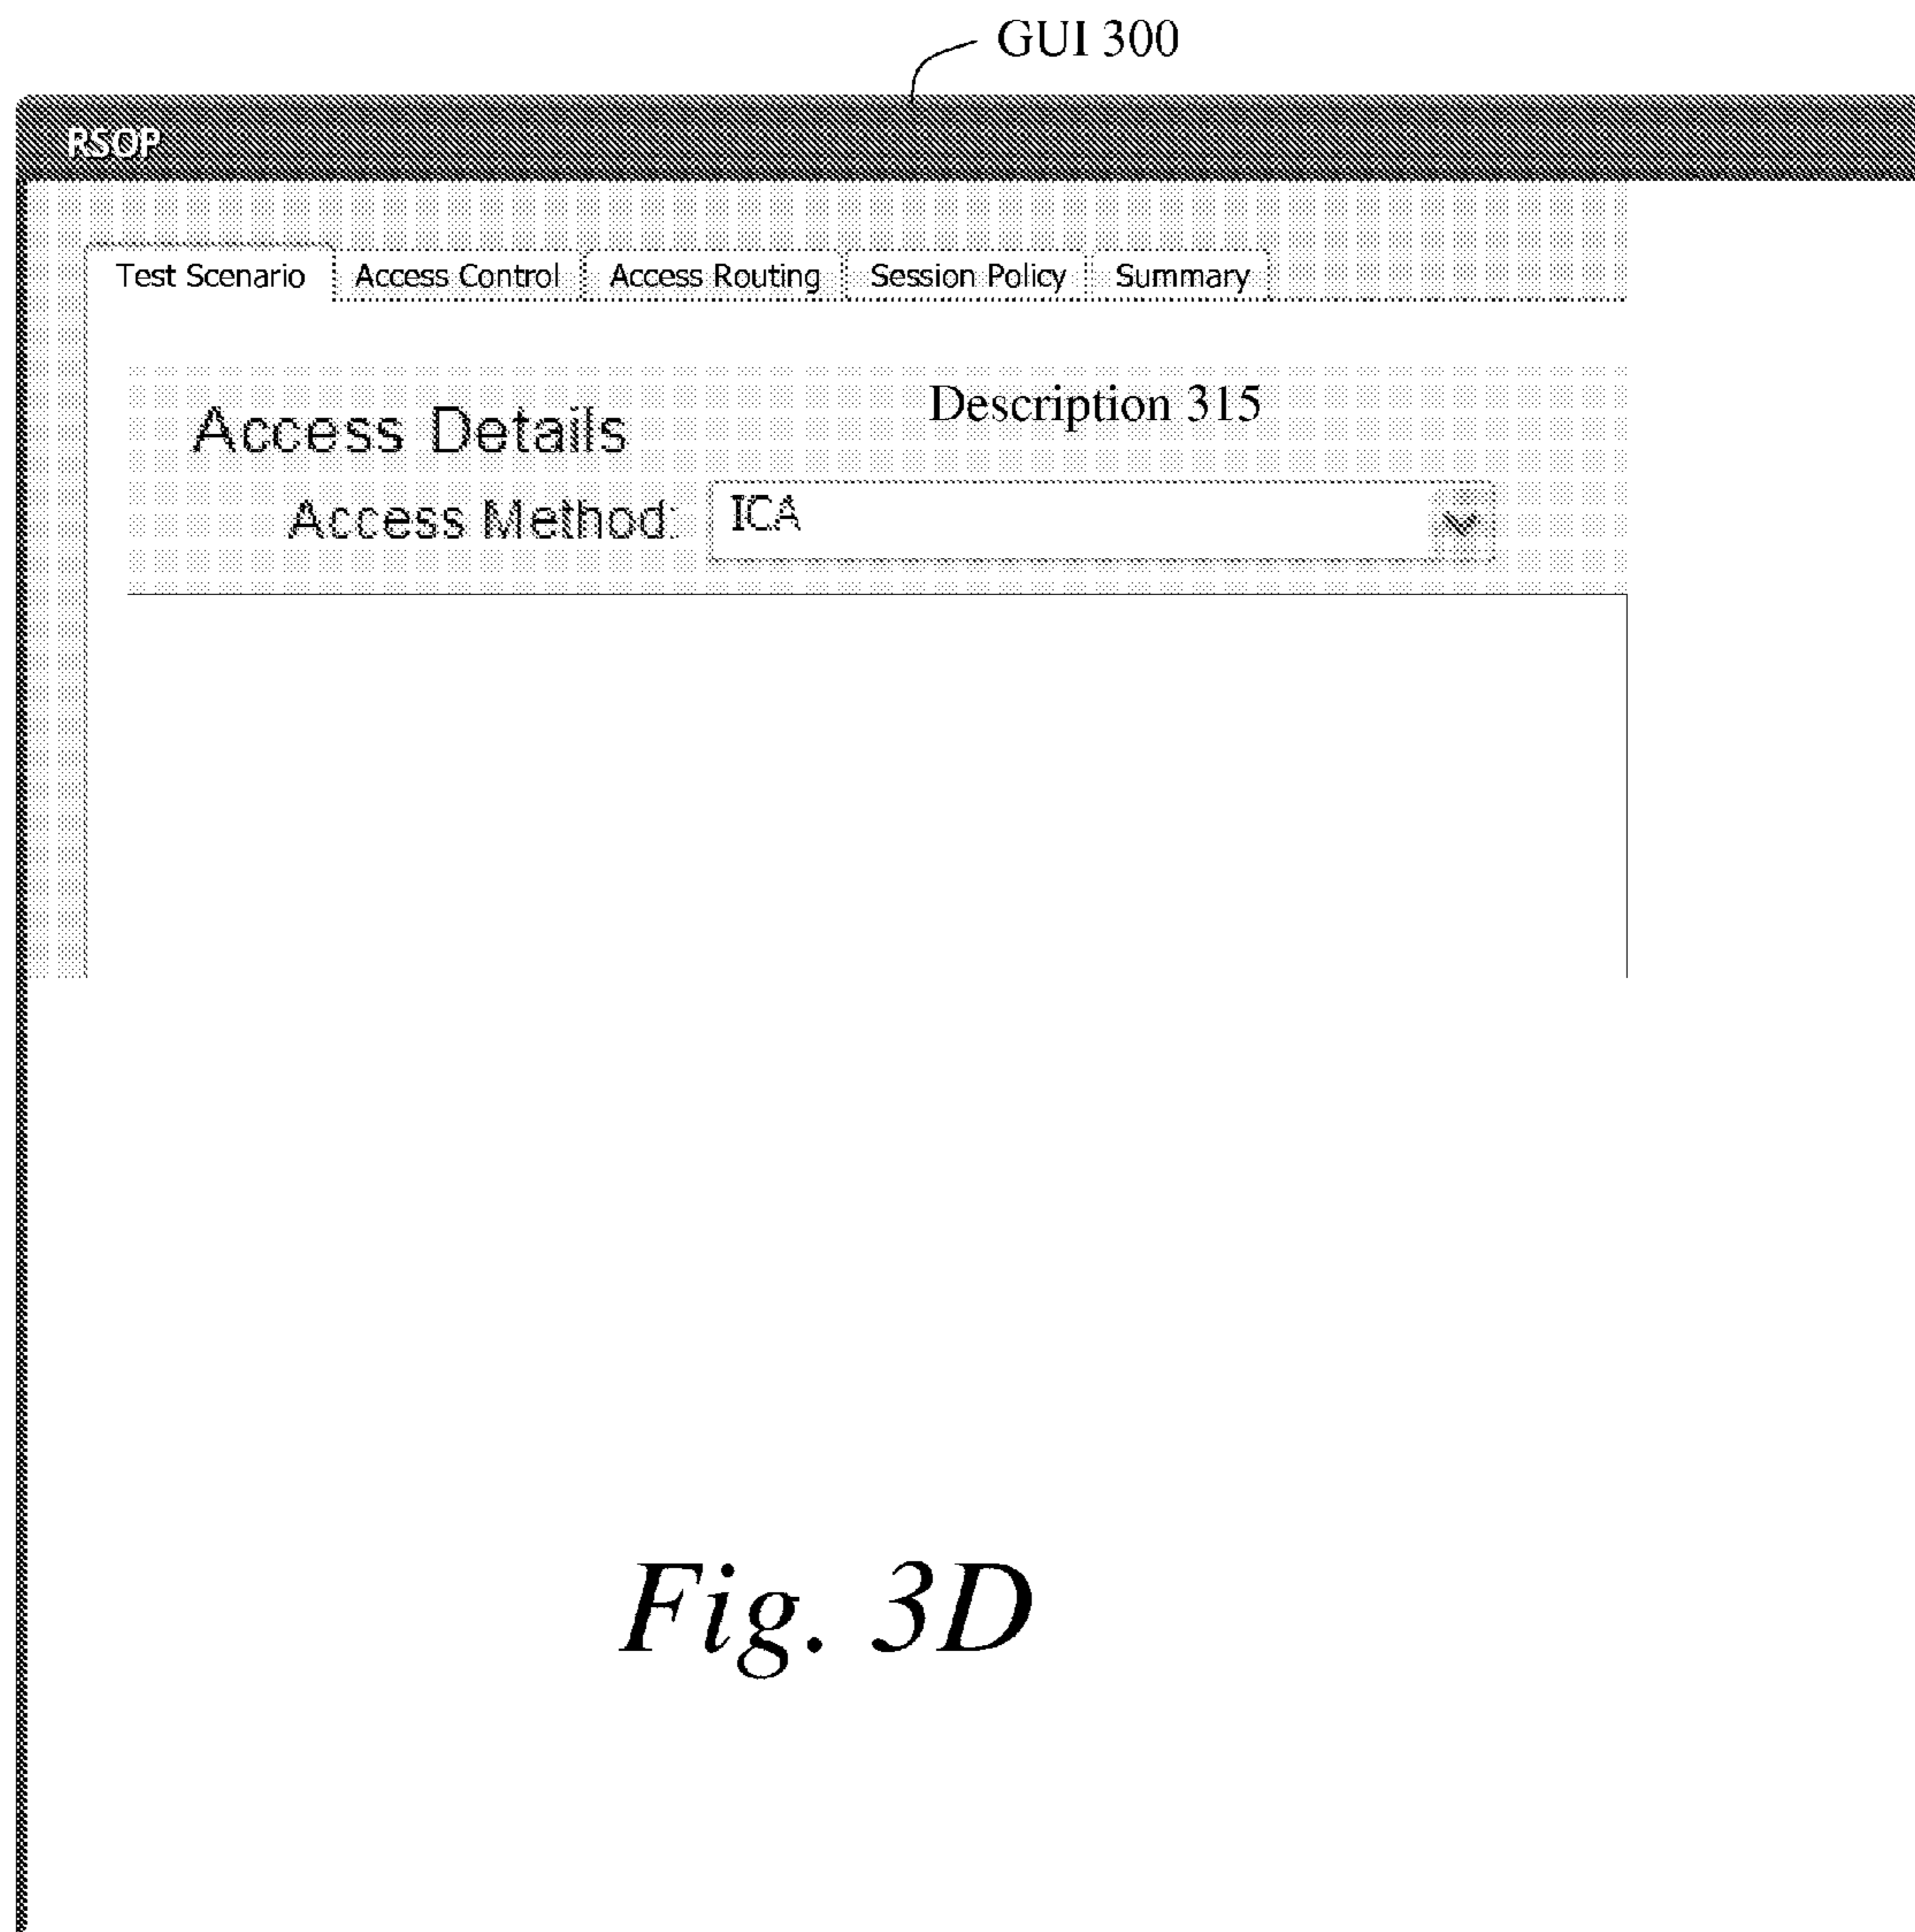 GUI 300
RSOP
Test Scenario Access Control Access Routing Session Policy Summary
Description 315
Access Details
Access Method: ICA
Fig. 3D